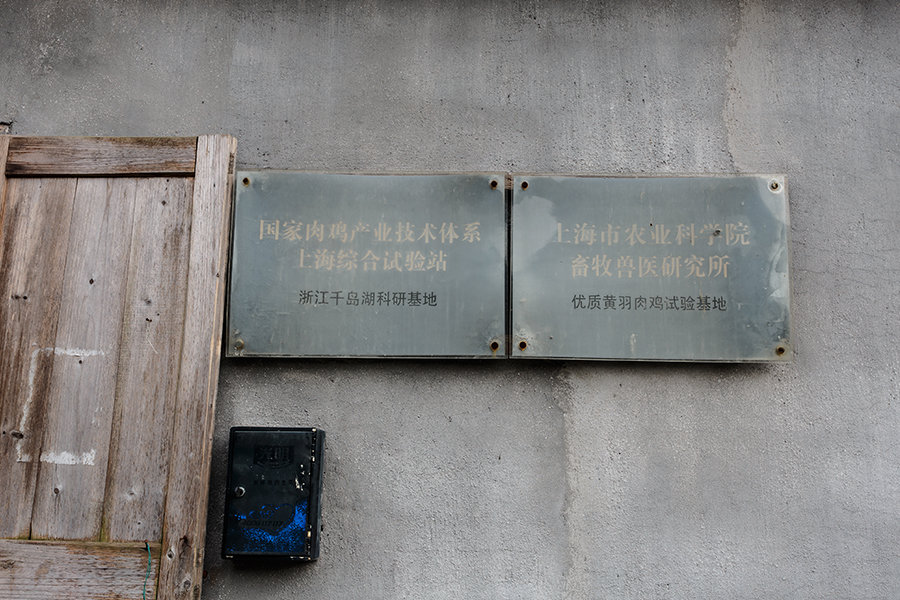 国家肉鸡产业技术体系
上海综合试验站
浙江千岛湖科研基地
上海市农业科学院
畜牧兽医研究所
优质黄羽肉鸡试验基地
光明